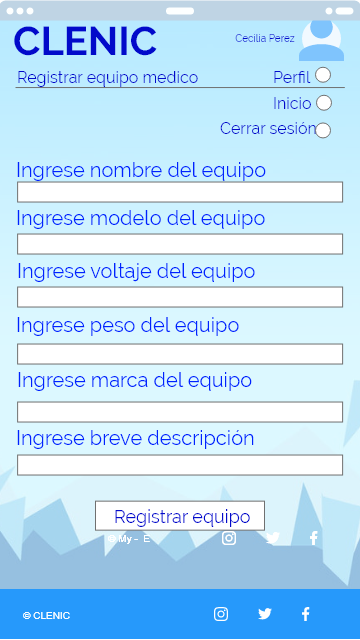 CLENIC
Cecilia Perez
Registrar equipo medico
Perfil
Inicio
Cerrar sesión
Ingrese nombre del equipo
Ingrese modelo del equipo
Ingrese voltaje del equipo
Ingrese peso del equipo
Ingrese marca del equipo
Ingrese breve descripción
Registrar equipo
© My - E
© CLENIC